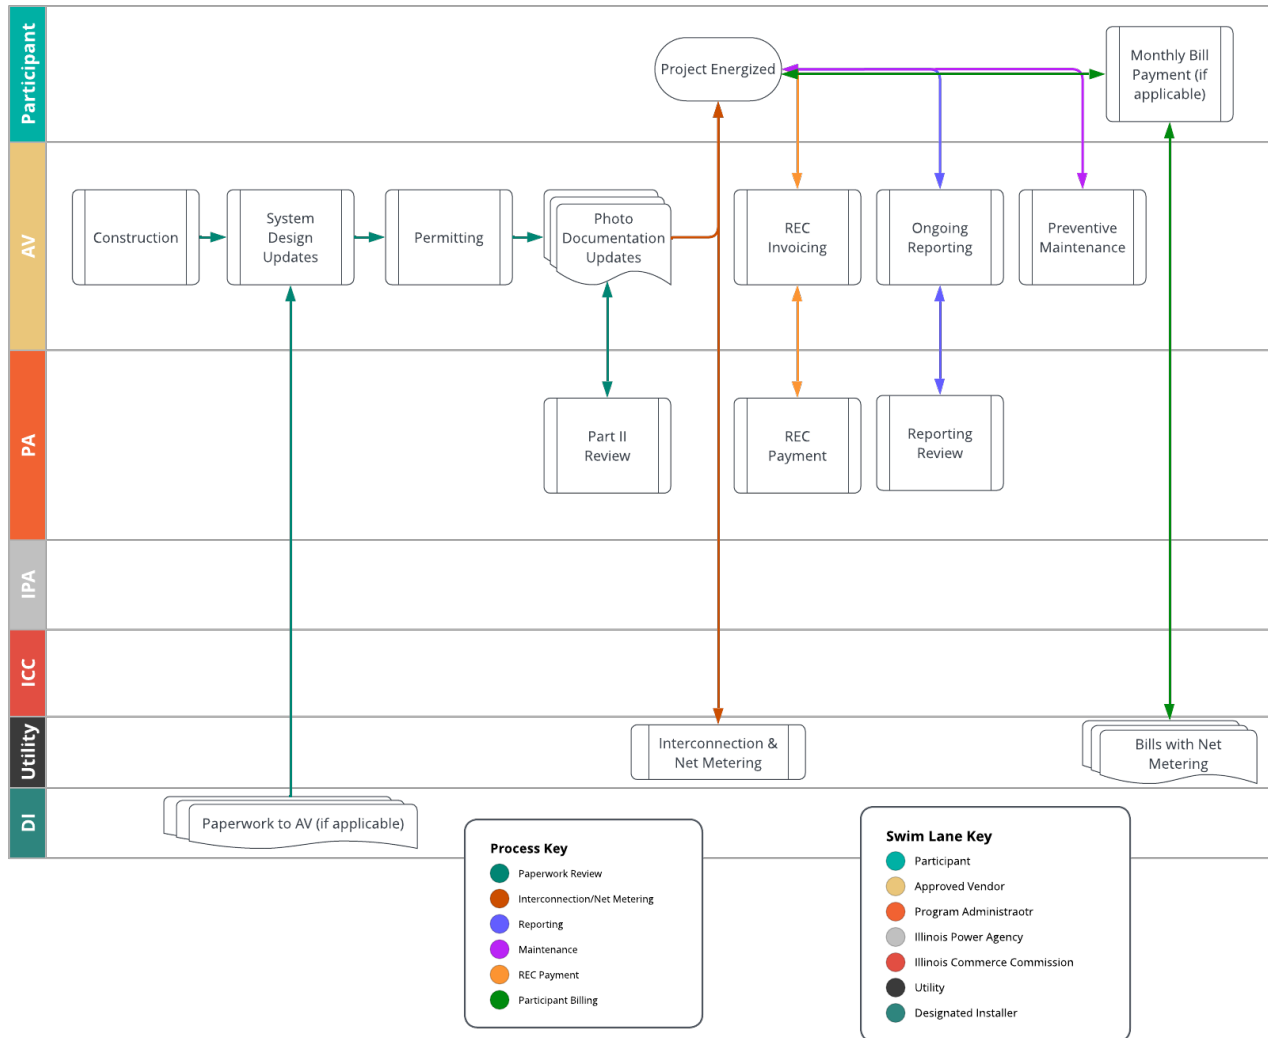 Participant
Project Energized
Monthly Bill
Payment (if
applicable)
AV
Construction
System
Design
Updates
Permitting
Photo
Documentation
Updates
REC
Invoicing
Ongoing
Reporting
Preventive
Maintenance
PA
Part II
Review
REC
Payment
Reporting
Review
IPA
ICC
Utility
Interconnection &
Net Metering
Bills with Net
Metering
DI
Paperwork to AV (if applicable)
Process Key
Paperwork Review
Interconnection/Net Metering
Reporting
Maintenance
REC Payment
Participant Billing
Swim Lane Key
Participant
Approved Vendor
Program Administraotr
Illinois Power Agency
Illinois Commerce Commission
Utility
Designated Installer